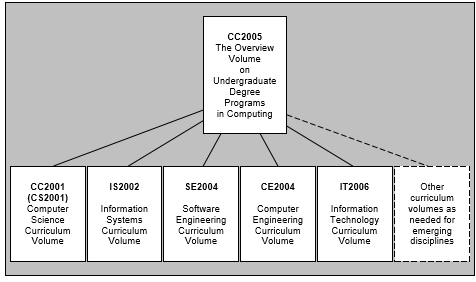 CC2005
The Overview
Volume
on
Undergraduate
Degree
Programs
in Computing
CC2001
(CS2001)
Computer
Science
Curriculum
Volume
IS2002
Information
Systems
Curriculum
Volume
SE2004
Software
Engineering
Curriculum
Volume
CE2004
Computer
Engineering
Curriculum
Volume
IT2006
Information
Technology
Curriculum
Volume
Other
curriculum
volumes as
needed for
emerging
disciplines